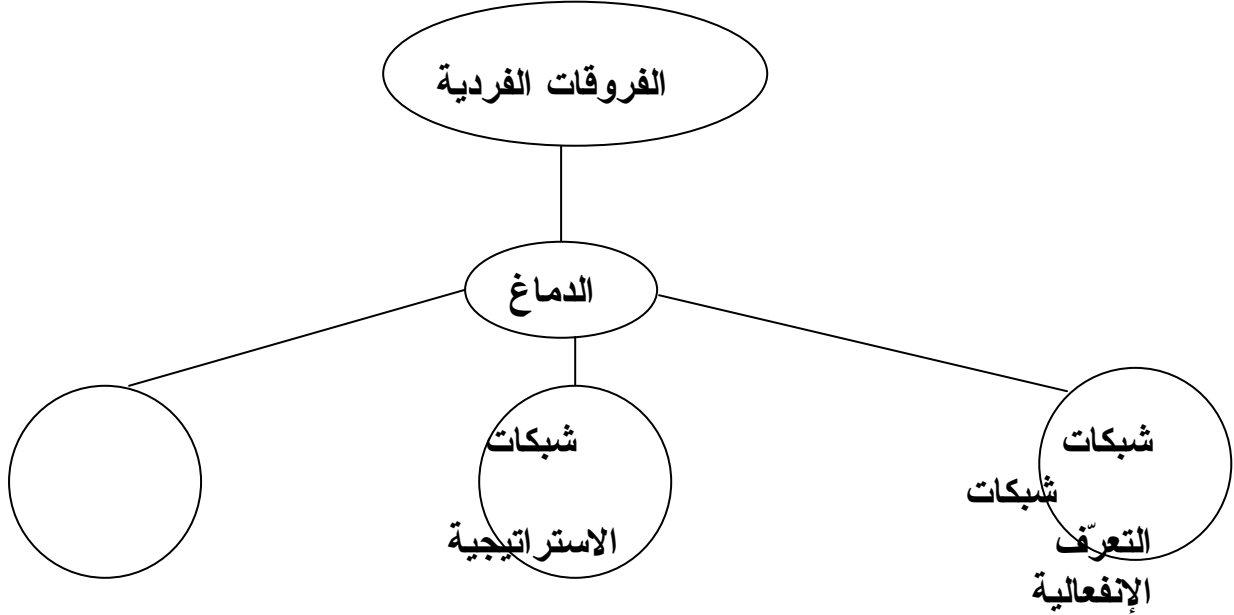 الفروقات الفردية
الدماغ
شبكات
التعرّف
شبكات
الاستراتيجية
شبكات
الإنفعالية